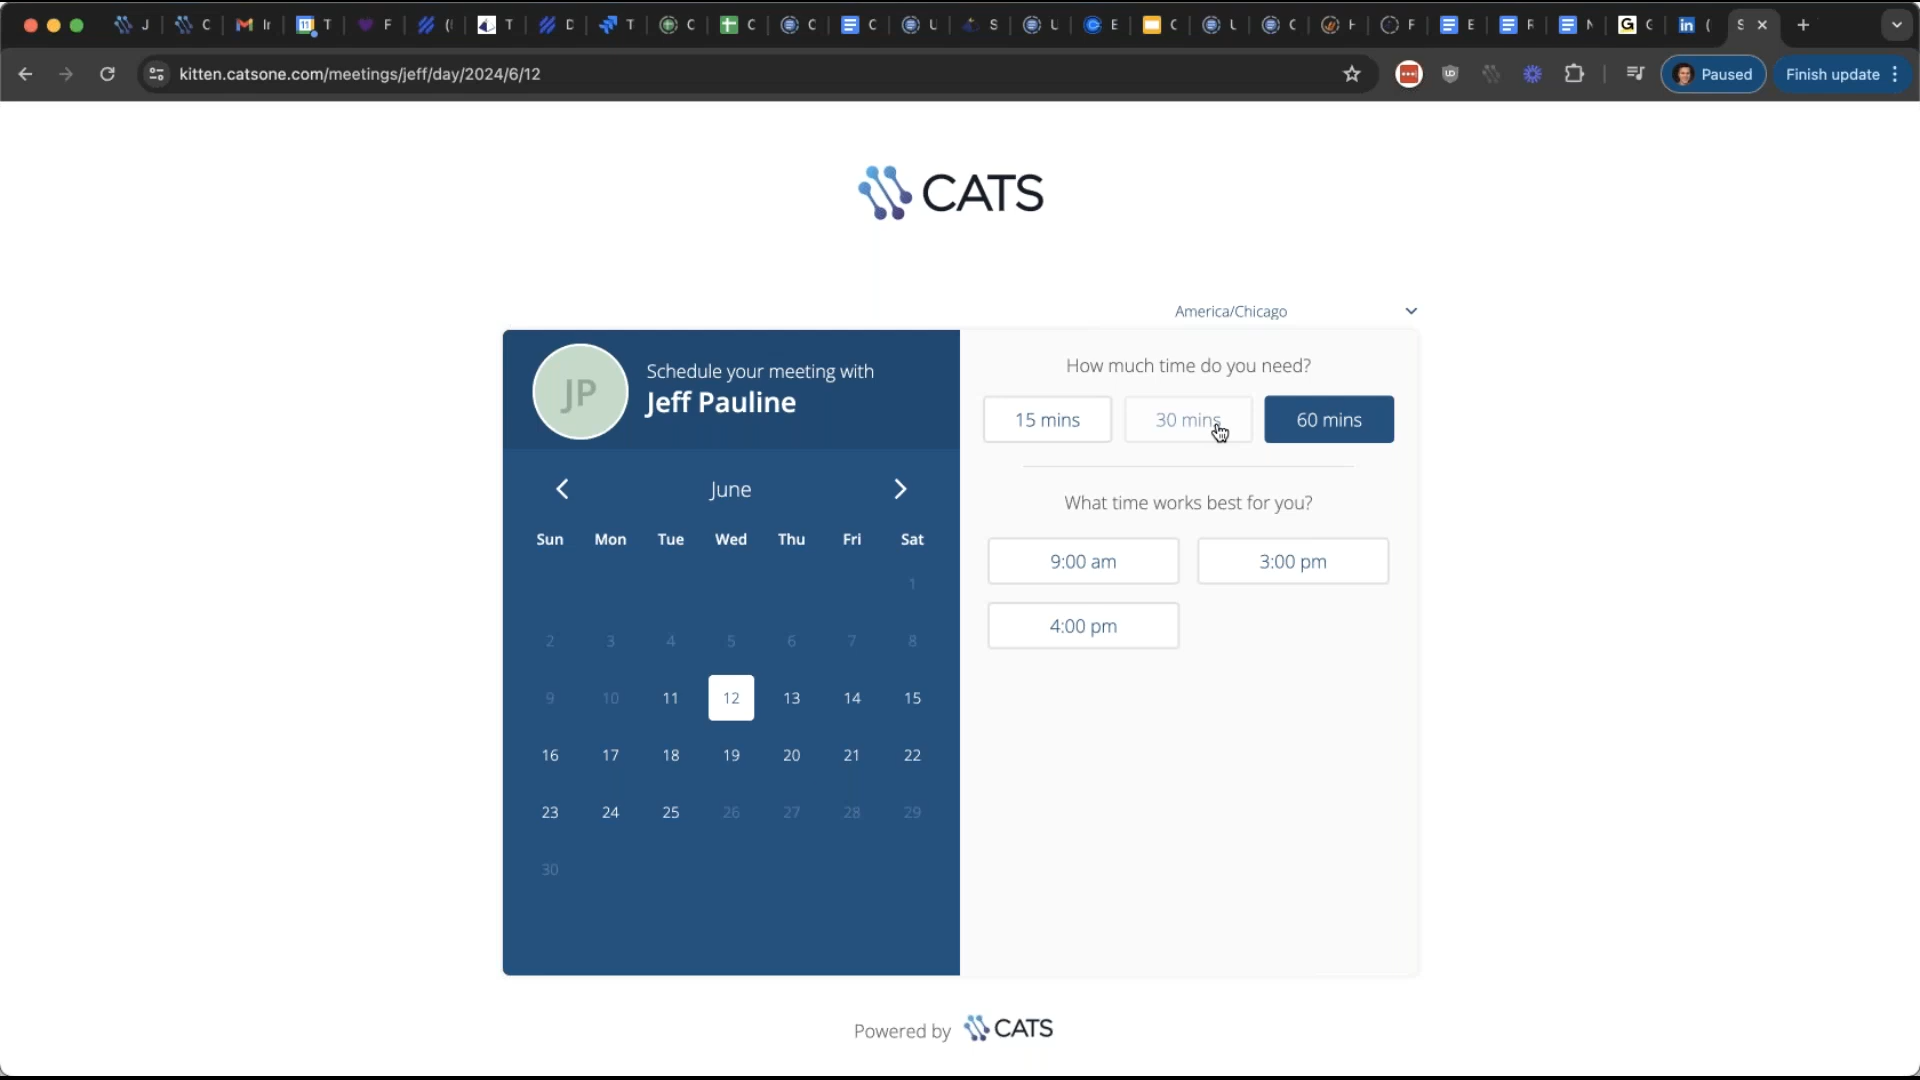 J C Ir T F ( T D T C C C C U S U E C U C H F E F N C ( S
kitten.catsone.com/meetings/jeff/day/2024/6/12 Paused Finish update
CATS
America/Chicago
JP
Schedule your meeting with
Jeff Pauline
How much time do you need?
15 mins 30 mins 60 mins
June
What time works best for you?
Sun Mon Tue Wed Thu Fri Sat
9:00 am 3:00 pm
1
4:00 pm
2 3 4 5 6 7 8
9 10 11 12 13 14 15
16 17 18 19 20 21 22
23 24 25 26 27 28 29
30
Powered by CATS